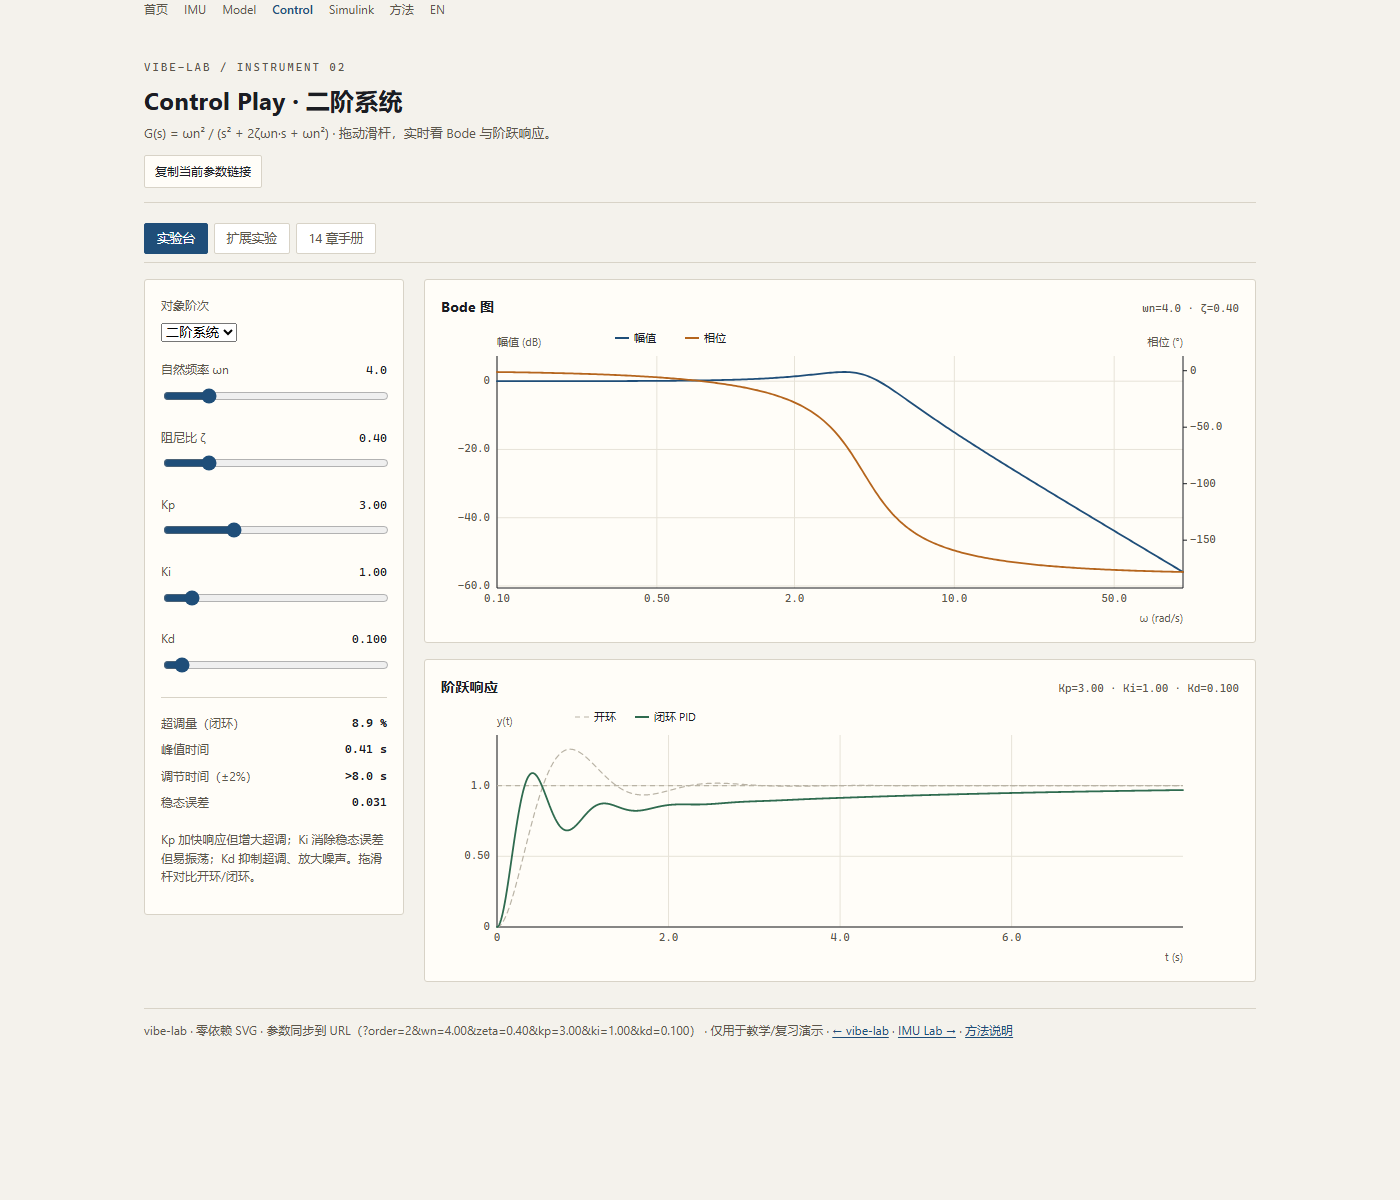 首页 IMU Model Control Simulink 方法 EN
VIBE-LAB / INSTRUMENT 02
Control Play · 二阶系统
G(s) = ωn² / (s² + 2ζωn·s + ωn²) · 拖动滑杆，实时看 Bode 与阶跃响应。
复制当前参数链接
实验台 扩展实验 14 章手册
对象阶次
二阶系统
自然频率 ωn 4.0
阻尼比 ζ 0.40
Kp 3.00
Ki 1.00
Kd 0.100
超调量（闭环） 8.9 %
峰值时间 0.41 s
调节时间（±2%） >8.0 s
稳态误差 0.031
Kp 加快响应但增大超调；Ki 消除稳态误差
但易振荡；Kd 抑制超调、放大噪声。拖滑
杆对比开环/闭环。
Bode 图 ωn=4.0 · ζ=0.40
幅值 相位
幅值 (dB) 相位 (°)
0 0
−50.0
−20.0
−100
−40.0
−150
−60.0
0.10 0.50 2.0 10.0 50.0
ω (rad/s)
阶跃响应 Kp=3.00 · Ki=1.00 · Kd=0.100
开环 闭环 PID
y(t)
1.0
0.50
0
0 2.0 4.0 6.0
t (s)
vibe-lab · 零依赖 SVG · 参数同步到 URL（?order=2&wn=4.00&zeta=0.40&kp=3.00&ki=1.00&kd=0.100） · 仅用于教学/复习演示 · ← vibe-lab · IMU Lab → · 方法说明